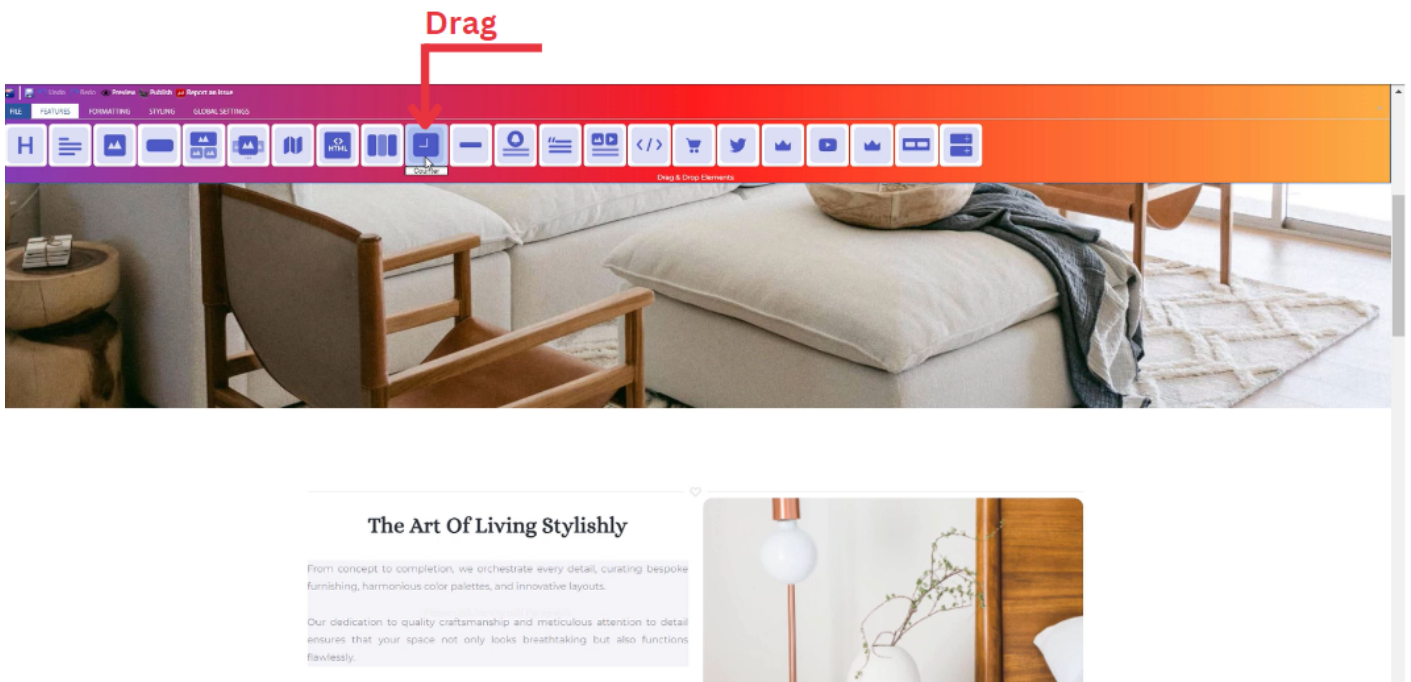 Drag
Undo Redo Preview Publish Report an Issue
FILE FEATURES FORMATTING STYLING GLOBAL SETTINGS
H HTML
Drag & Drop Elements
The Art Of Living Stylishly
From concept to completion, we orchestrate every detail, curating bespoke
furnishing, harmonious color palettes, and innovative layouts.
Our dedication to quality craftsmanship and meticulous attention to detail
ensures that your space not only looks breathtaking but also functions
flawlessly.